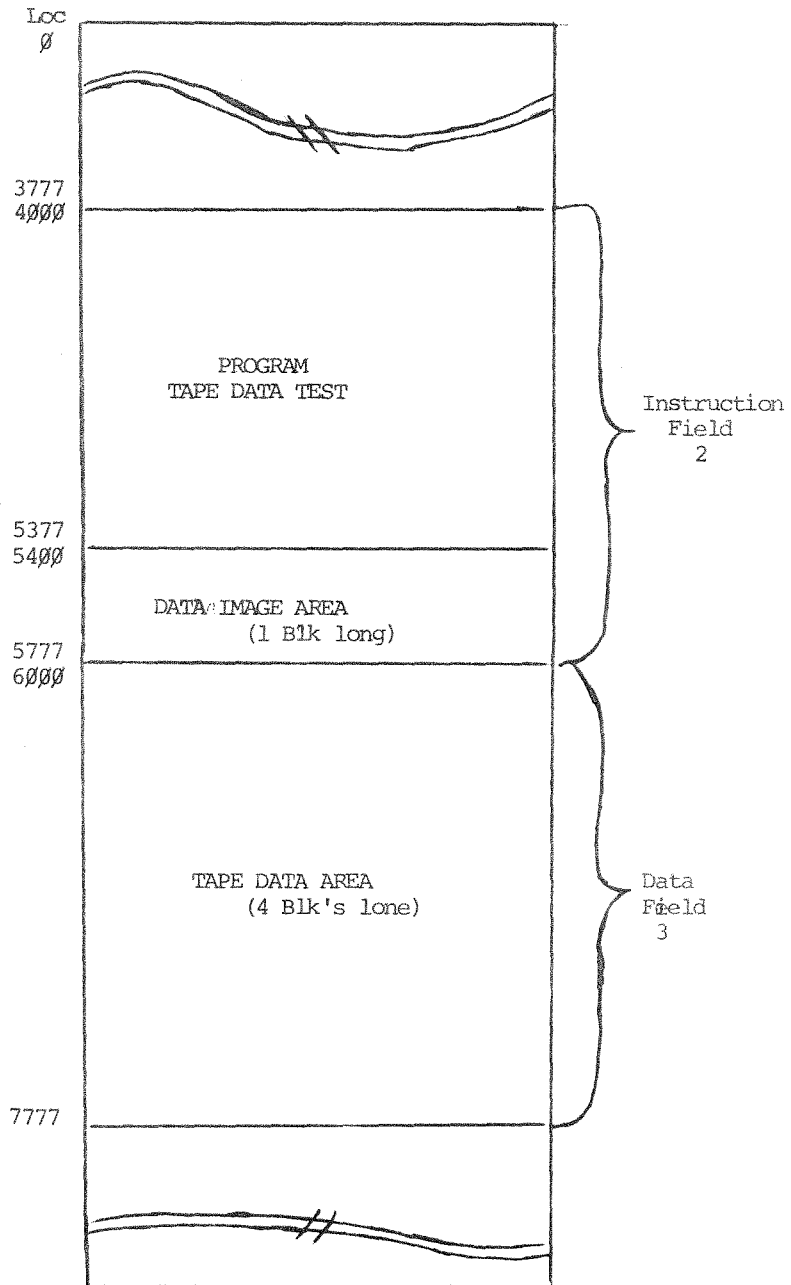 Loc
Ø
3777
4ØØØ
PROGRAM
TAPE DATA TEST
Instruction
Field
2
5377
54ØØ
DATA IMAGE AREA
(1 Blk long)
5777
6ØØØ
TAPE DATA AREA
(4 Blk's lone)
Data
Field
3
7777